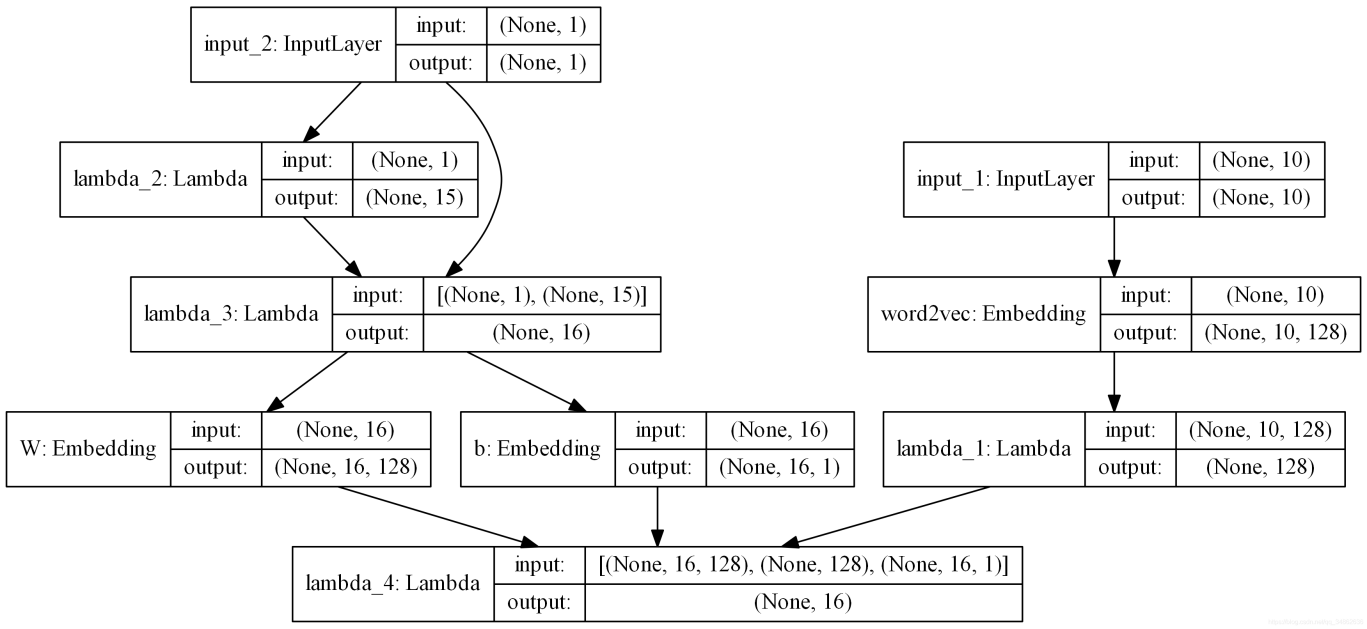 input_2: InputLayer
input: (None, 1)
output: (None, 1)
lambda_2: Lambda
input: (None, 1)
output: (None, 15)
input_1: InputLayer
input: (None, 10)
output: (None, 10)
lambda_3: Lambda
input: [(None, 1), (None, 15)]
output: (None, 16)
word2vec: Embedding
input: (None, 10)
output: (None, 10, 128)
W: Embedding
input: (None, 16)
output: (None, 16, 128)
b: Embedding
input: (None, 16)
output: (None, 16, 1)
lambda_1: Lambda
input: (None, 10, 128)
output: (None, 128)
lambda_4: Lambda
input: [(None, 16, 128), (None, 128), (None, 16, 1)]
output: (None, 16)